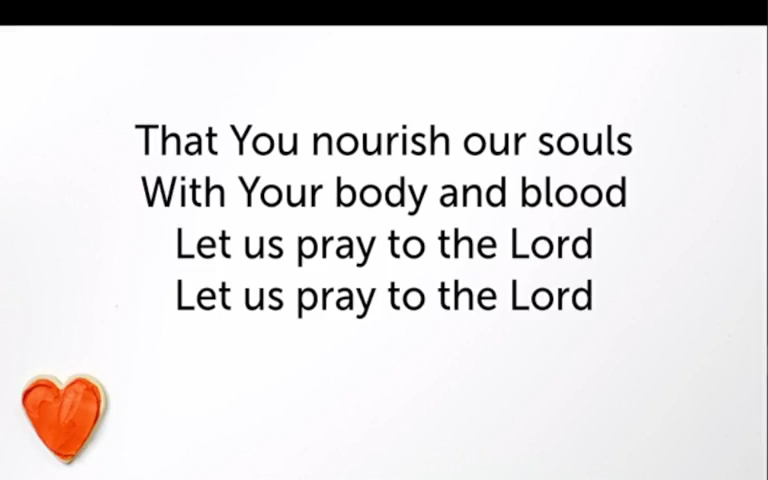 That You nourish our souls
With Your body and blood
Let us pray to the Lord
Let us pray to the Lord